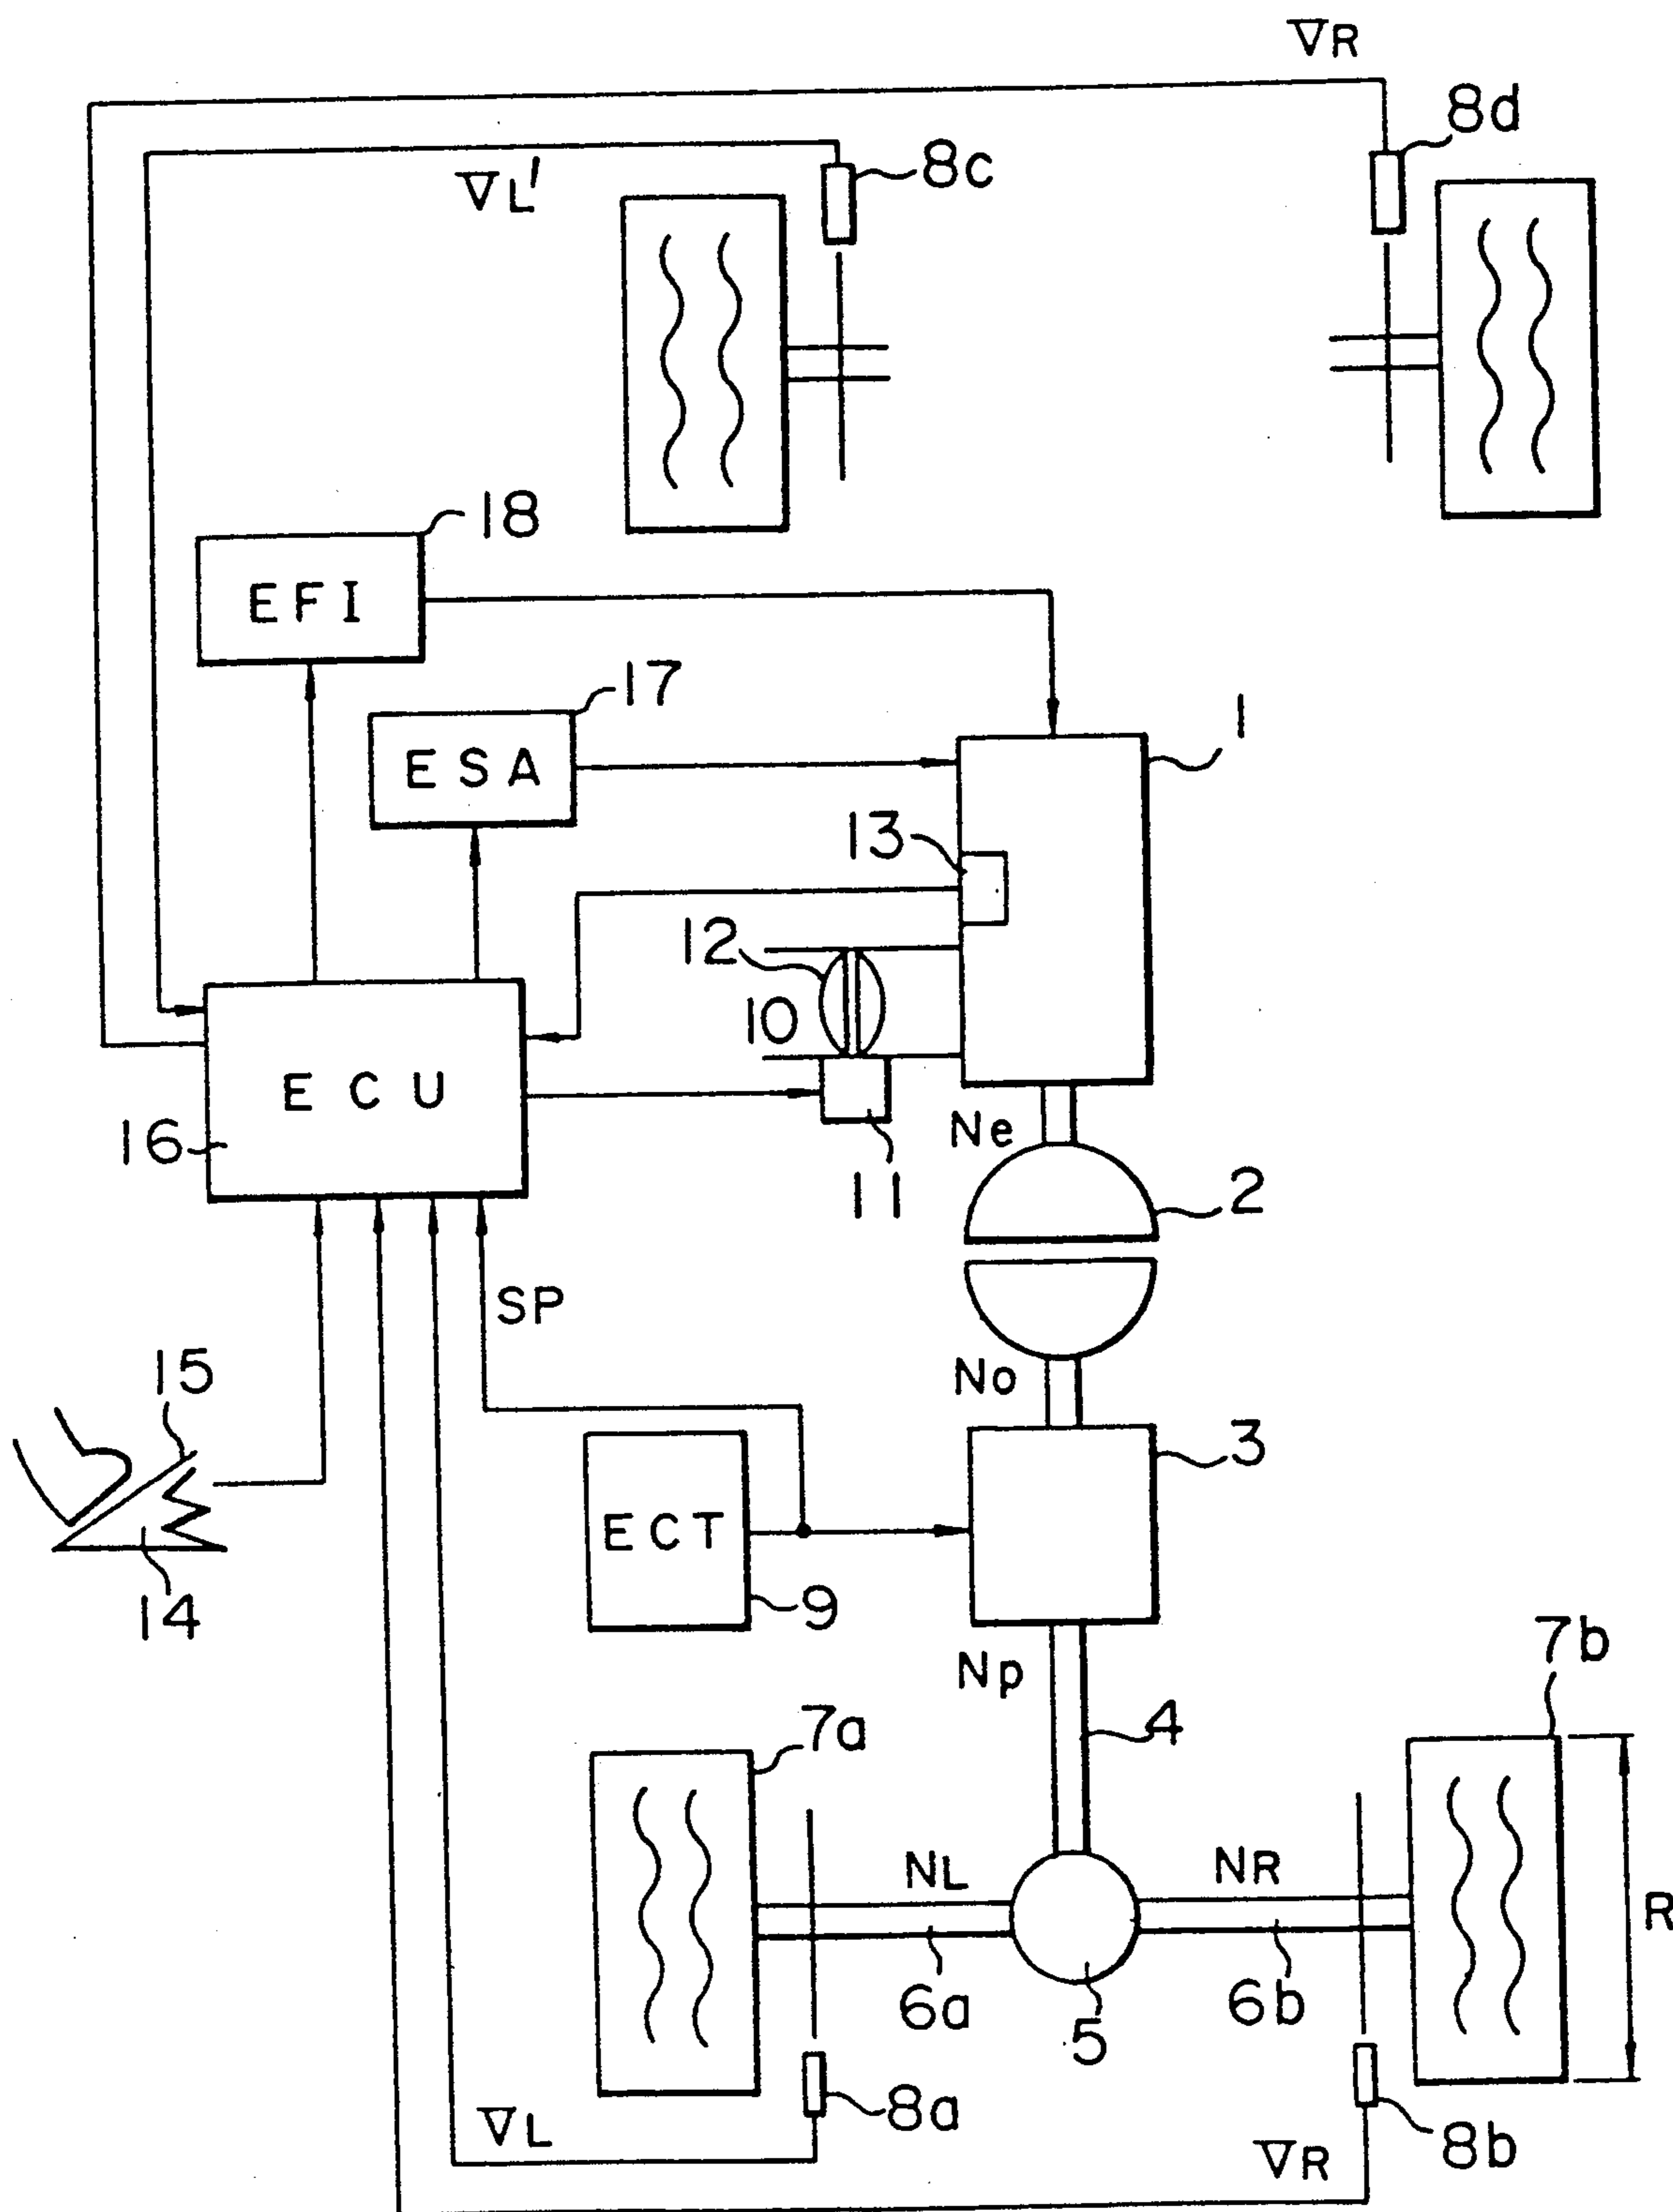 VR
8d
VL'
8c
18
EFI
17
ESA
1
13
12
10
ECU
16
Ne
11
2
SP
No
15
3
ECT
9
14
Np
7b
7a
4
NL
NR
R
6a
6b
5
8a
8b
VL
VR